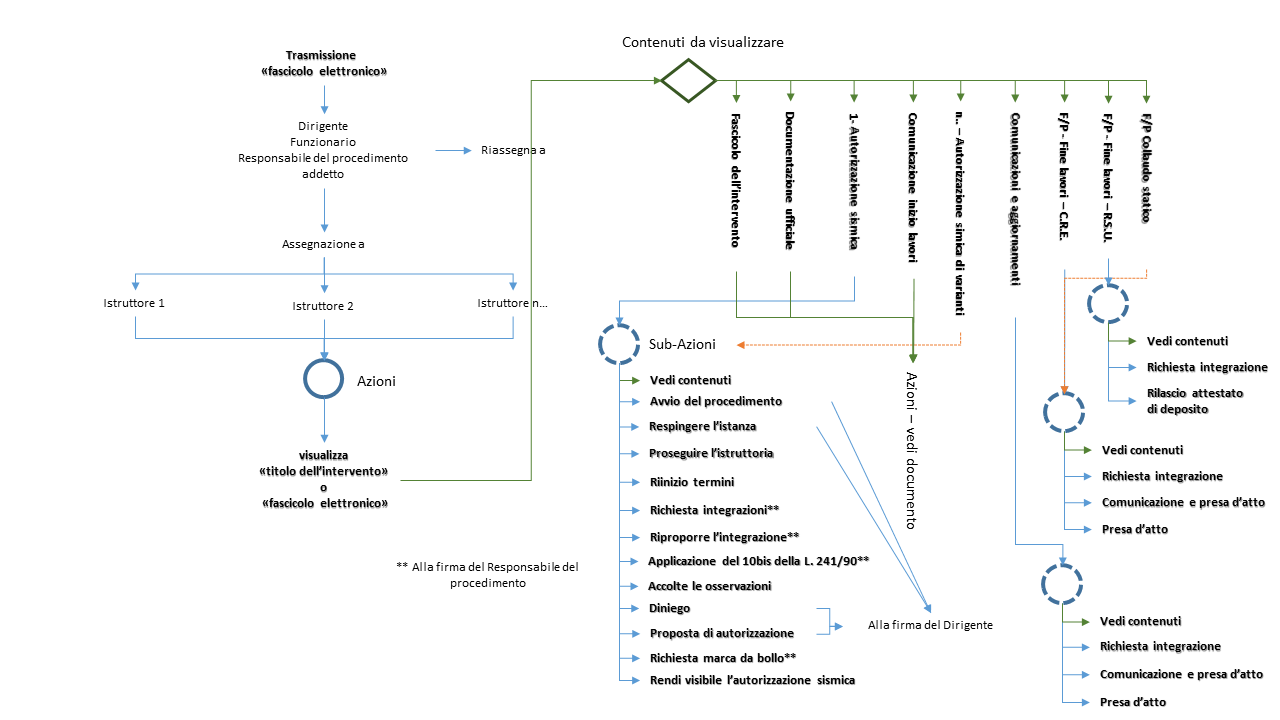 Contenuti da visualizzare
Trasmissione
«fascicolo elettronico»
Dirigente
Funzionario
Responsabile del procedimento
addetto
Riassegna a
Assegnazione a
Istruttore 1
Istruttore 2
Istruttore n...
Azioni
visualizza
«titolo dell'intervento»
o
«fascicolo elettronico»
** Alla firma del Responsabile del
procedimento
Fascicolo dell'intervento
Documentazione ufficiale
1- Autorizzazione sismica
Comunicazione inizio lavori
n.. – Autorizzazione simica di varianti
Comunicazioni e aggiornamenti
F/P - Fine lavori – C.R.E.
F/P - Fine lavori – R.S.U.
F/P Collaudo statico
Sub-Azioni
Vedi contenuti
Avvio del procedimento
Respingere l'istanza
Proseguire l'istruttoria
Riinizio termini
Richiesta integrazioni**
Riproporre l'integrazione**
Applicazione del 10bis della L. 241/90**
Accolte le osservazioni
Diniego
Proposta di autorizzazione
Richiesta marca da bollo**
Rendi visibile l'autorizzazione sismica
Alla firma del Dirigente
Azioni – vedi documento
Vedi contenuti
Richiesta integrazione
Rilascio attestato
di deposito
Vedi contenuti
Richiesta integrazione
Comunicazione e presa d'atto
Presa d'atto
Vedi contenuti
Richiesta integrazione
Comunicazione e presa d'atto
Presa d'atto